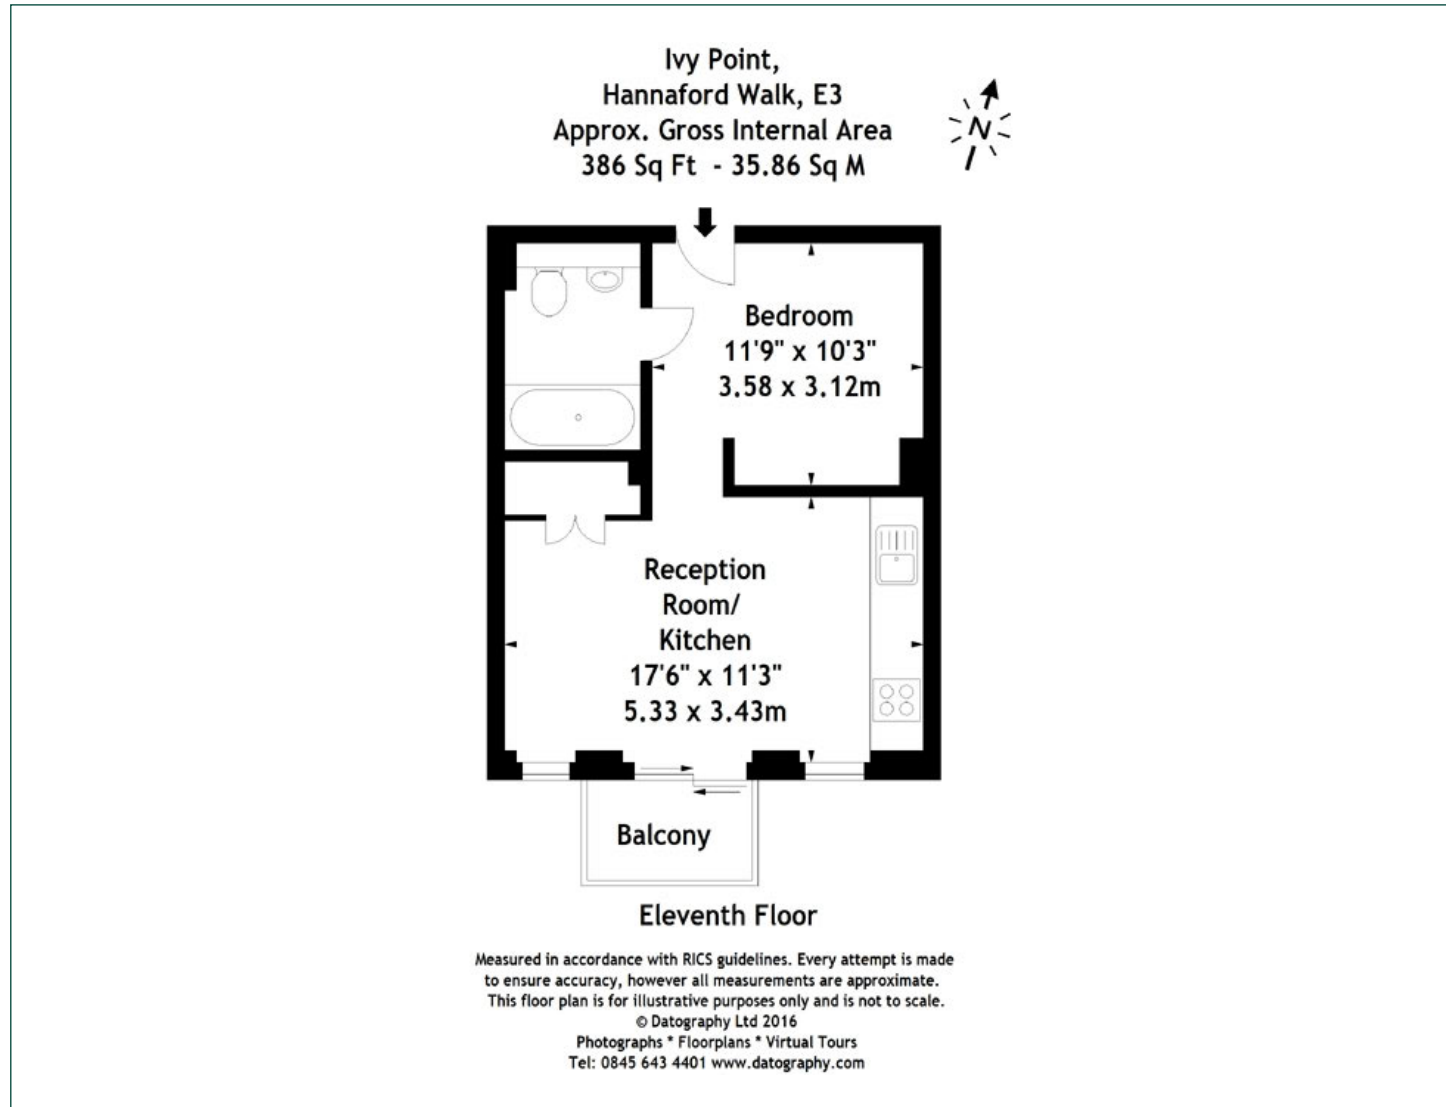 Ivy Point,
Hannaford Walk, E3
Approx. Gross Internal Area
386 Sq Ft - 35.86 Sq M
N
Bedroom
11'9" x 10'3"
3.58 x 3.12m
Reception
Room/
Kitchen
17'6" x 11'3"
5.33 x 3.43m
Balcony
Eleventh Floor
Measured in accordance with RICS guidelines. Every attempt is made
to ensure accuracy, however all measurements are approximate.
This floor plan is for illustrative purposes only and is not to scale.
© Datography Ltd 2016
Photographs * Floorplans * Virtual Tours
Tel: 0845 643 4401 www.datography.com